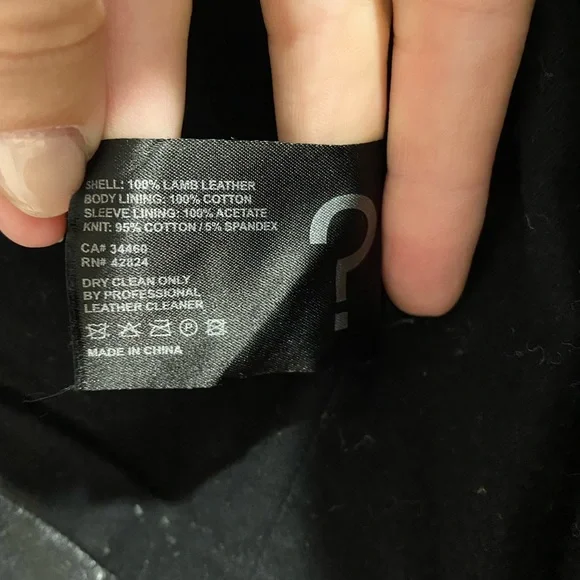 SHELL: 100% LAMB LEATHER
BODY LINING: 100% COTTON
SLEEVE LINING: 100% ACETATE
KNIT: 95% COTTON / 5% SPANDEX
CA# 34460
RN# 42824
DRY CLEAN ONLY
BY PROFESSIONAL
LEATHER CLEANER
P
MADE IN CHINA
?